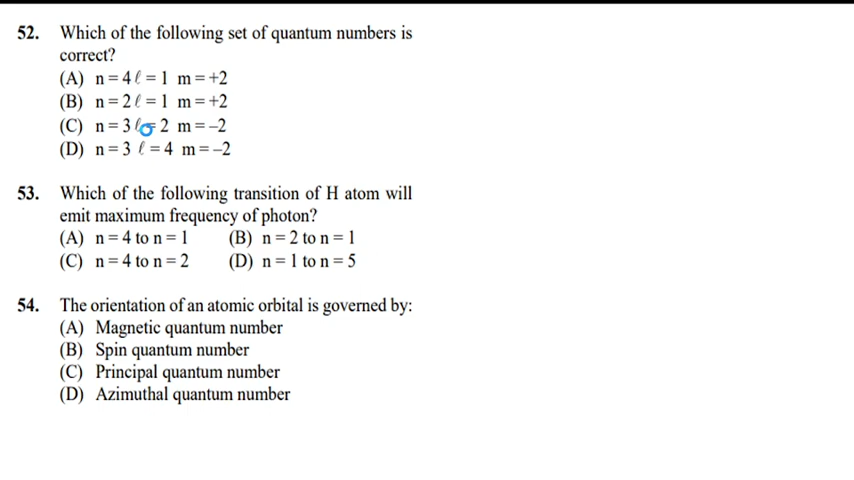 52. Which of the following set of quantum numbers is
correct?
(A) n = 4 ℓ = 1 m = +2
(B) n = 2 ℓ = 1 m = +2
(C) n = 3 ℓ = 2 m = –2
(D) n = 3 ℓ = 4 m = –2
53. Which of the following transition of H atom will
emit maximum frequency of photon?
(A) n = 4 to n = 1 (B) n = 2 to n = 1
(C) n = 4 to n = 2 (D) n = 1 to n = 5
54. The orientation of an atomic orbital is governed by:
(A) Magnetic quantum number
(B) Spin quantum number
(C) Principal quantum number
(D) Azimuthal quantum number